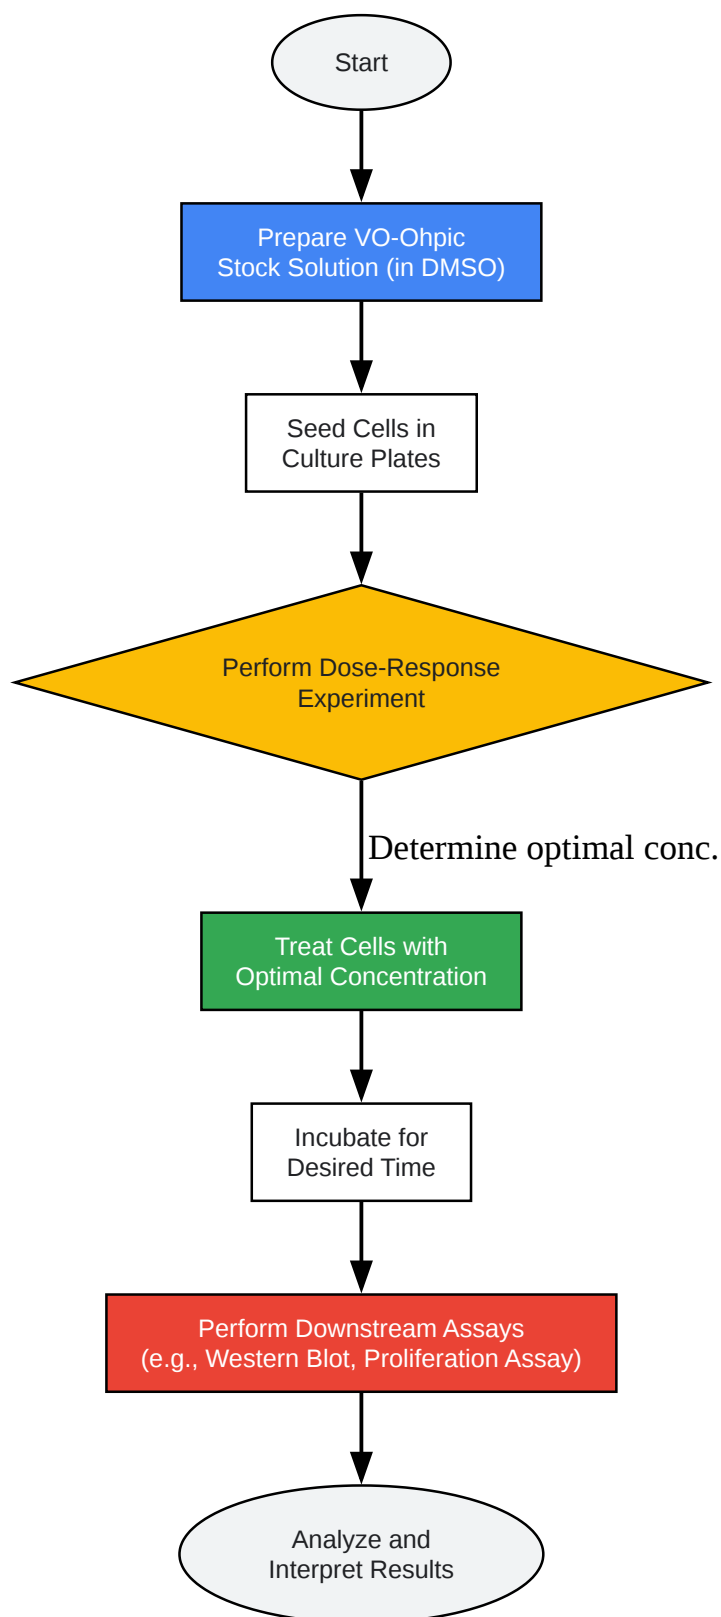 Start
Prepare VO-Ohpic
Stock Solution (in DMSO)
Seed Cells in
Culture Plates
Perform Dose-Response
Experiment
Determine optimal conc.
Treat Cells with
Optimal Concentration
Incubate for
Desired Time
Perform Downstream Assays
(e.g., Western Blot, Proliferation Assay)
Analyze and
Interpret Results